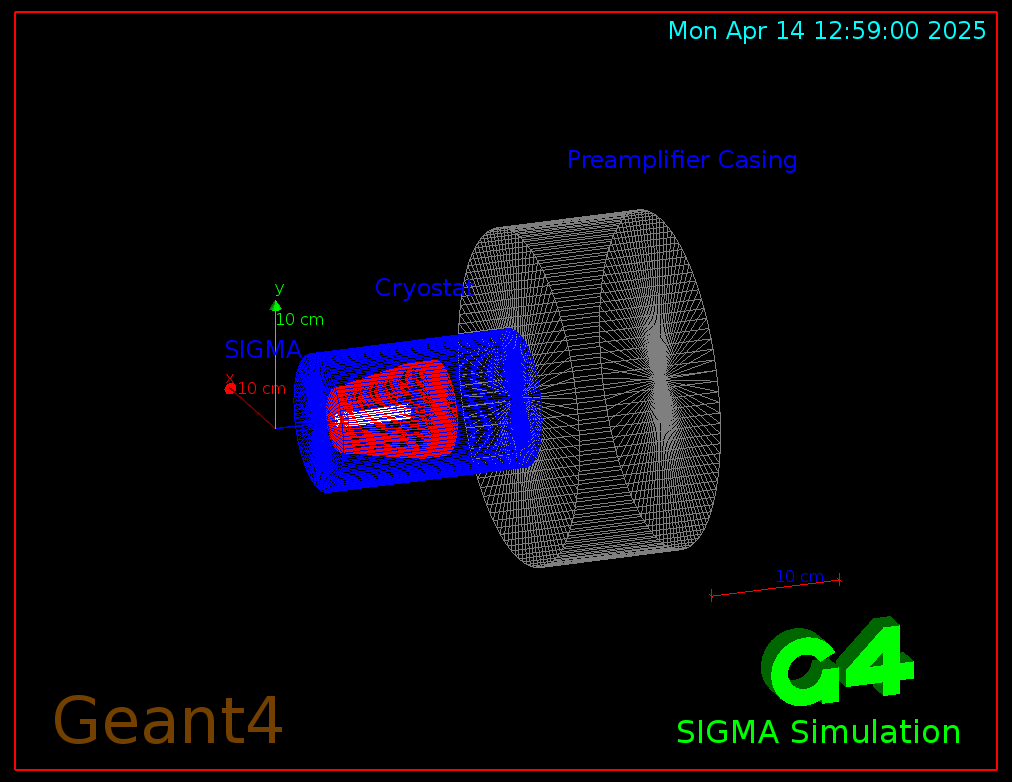 Mon Apr 14 12:59:00 2025
Preamplifier Casing
Cryostat
y
10 cm
SIGMA
x
10 cm
10 cm
G4
Geant4
SIGMA Simulation